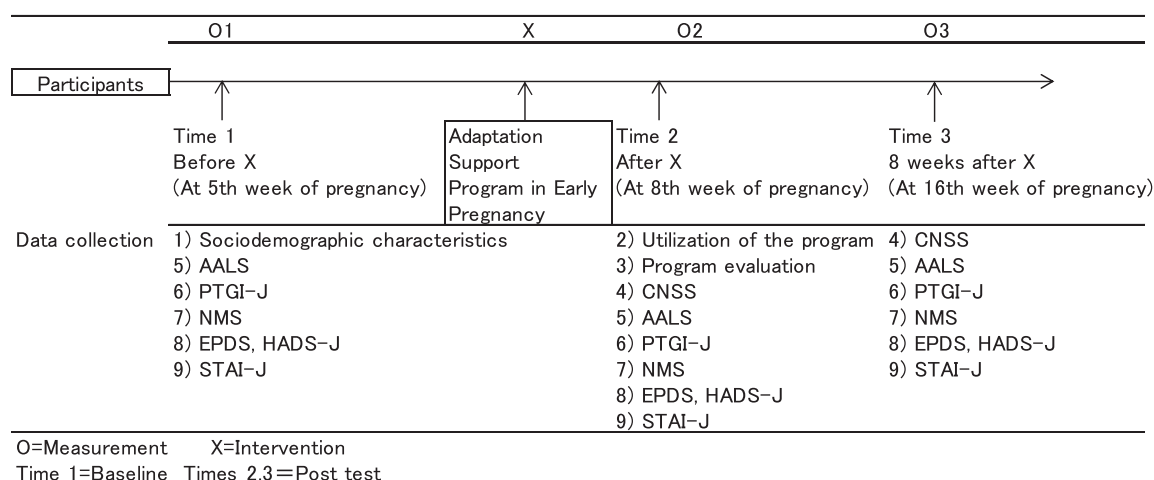 O1 X O2 O3
Participants
Time 1
Before X
(At 5th week of pregnancy)
Adaptation
Support
Program in Early
Pregnancy
Time 2
After X
(At 8th week of pregnancy)
Time 3
8 weeks after X
(At 16th week of pregnancy)
Data collection
1) Sociodemographic characteristics
5) AALS
6) PTGI-J
7) NMS
8) EPDS, HADS-J
9) STAI-J
2) Utilization of the program
3) Program evaluation
4) CNSS
5) AALS
6) PTGI-J
7) NMS
8) EPDS, HADS-J
9) STAI-J
4) CNSS
5) AALS
6) PTGI-J
7) NMS
8) EPDS, HADS-J
9) STAI-J
O=Measurement X=Intervention
Time 1=Baseline Times 2,3＝Post test